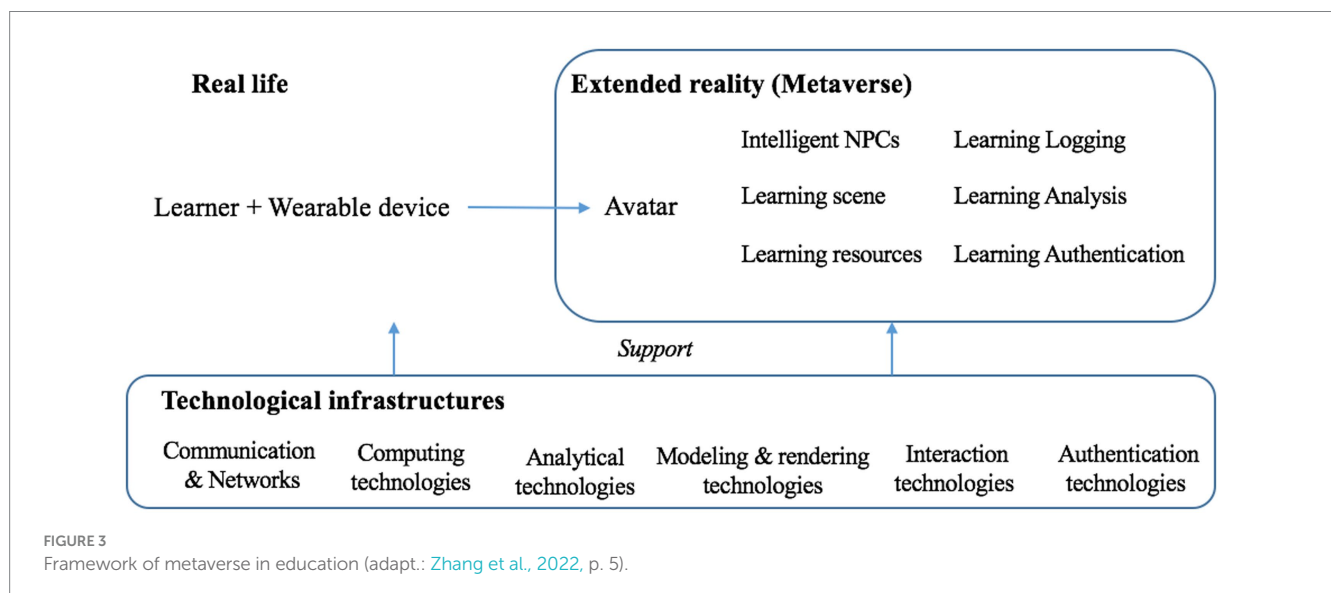 Real life
Extended reality (Metaverse)
Intelligent NPCs
Learning Logging
Learner + Wearable device
Avatar
Learning scene
Learning Analysis
Learning resources
Learning Authentication
Support
Technological infrastructures
Communication
& Networks
Computing
technologies
Analytical
technologies
Modeling & rendering
technologies
Interaction
technologies
Authentication
technologies
FIGURE 3
Framework of metaverse in education (adapt.: Zhang et al., 2022, p. 5).